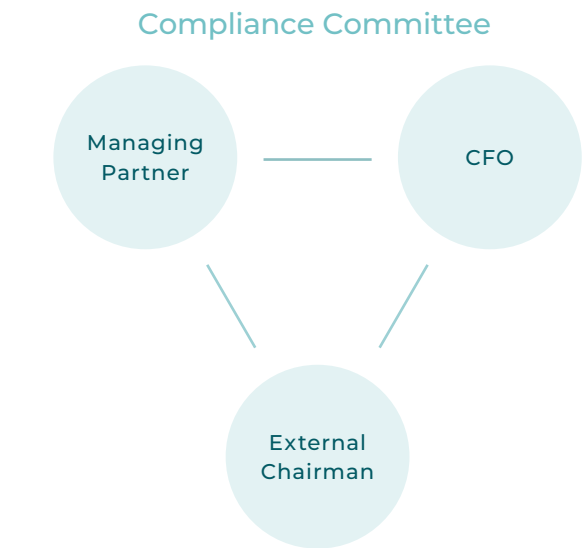 Compliance Committee
Managing
Partner
CFO
External
Chairman